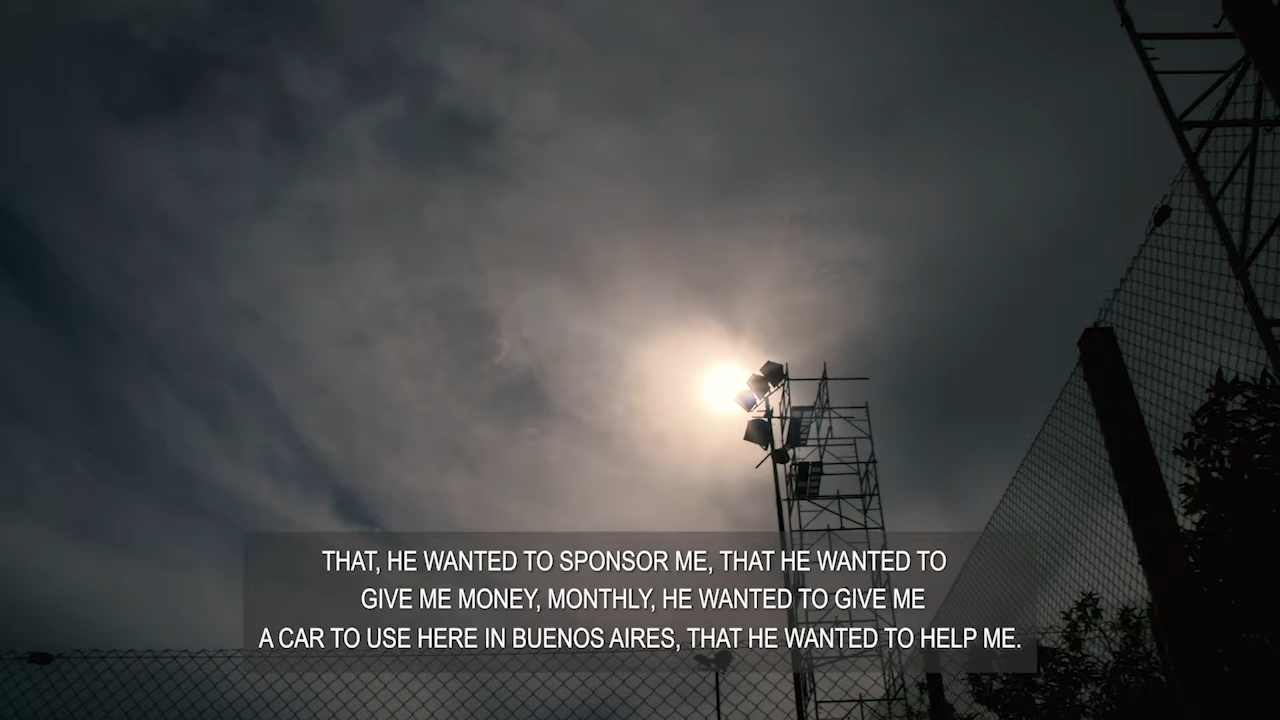 THAT, HE WANTED TO SPONSOR ME, THAT HE WANTED TO
GIVE ME MONEY, MONTHLY, HE WANTED TO GIVE ME
A CAR TO USE HERE IN BUENOS AIRES, THAT HE WANTED TO HELP ME.